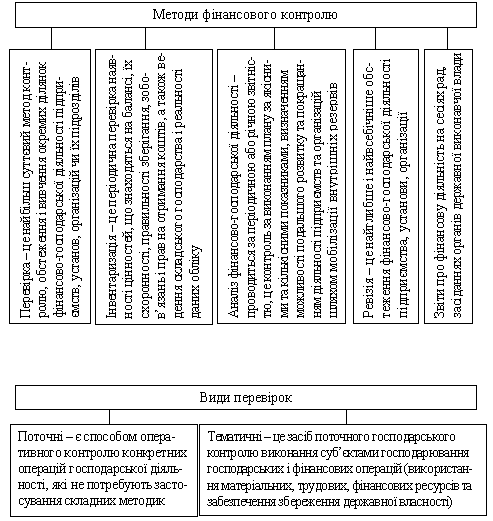 Методи фінансового контролю
Перевірка – це найбільш суттєвий метод конт-
ролю, обстеження і вивчення окремих ділянок
фінансово-господарської діяльності підпри-
ємств, установ, організацій чи їх підрозділів
Інвентаризація – це періодична перевірка наяв-
ності цінностей, що знаходяться на балансі, їх
схоронності, правильності зберігання, зобо-
в’язань і прав на отримання коштів, а також ве-
дення складського господарства і реальності
даних обліку
Аналіз фінансово-господарської діяльності –
проводиться за періодичною або річною звітніс-
тю, це контроль за виконанням плану за якісни-
ми та кількісними показниками, визначенням
можливості подальшого розвитку та покращан-
ням діяльності підприємств та організацій
шляхом мобілізації внутрішніх резервів
Ревізія – це найглибше і найвсебічніше обс-
теження фінансово-господарської діяльності
підприємства, установи, організації
Звіти про фінансову діяльність на сесіях рад,
засіданнях органів державної виконавчої влади
Види перевірок
Поточні – є способом опера-
тивного контролю конкретних
операцій господарської діяль-
ності, які не потребують засто-
сування складних методик
Тематичні – це засіб поточного господарського
контролю виконання суб’єктами господарювання
господарських і фінансових операцій (використан-
ня матеріальних, трудових, фінансових ресурсів та
забезпечення збереження державної власності)